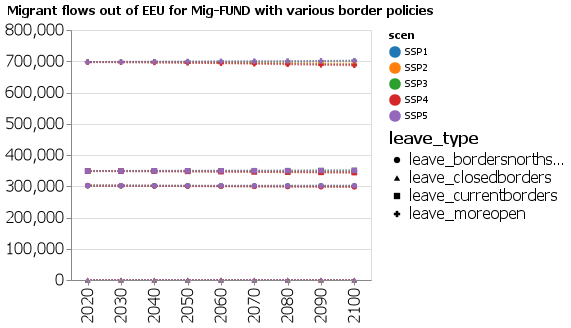 Migrant flows out of EEU for Mig-FUND with various border policies
800,000
700,000
600,000
500,000
400,000
300,000
200,000
100,000
0
2020
2030
2040
2050
2060
2070
2080
2090
2100
scen
SSP1
SSP2
SSP3
SSP4
SSP5
leave_type
leave_bordersnorths...
leave_closedborders
leave_currentborders
leave_moreopen